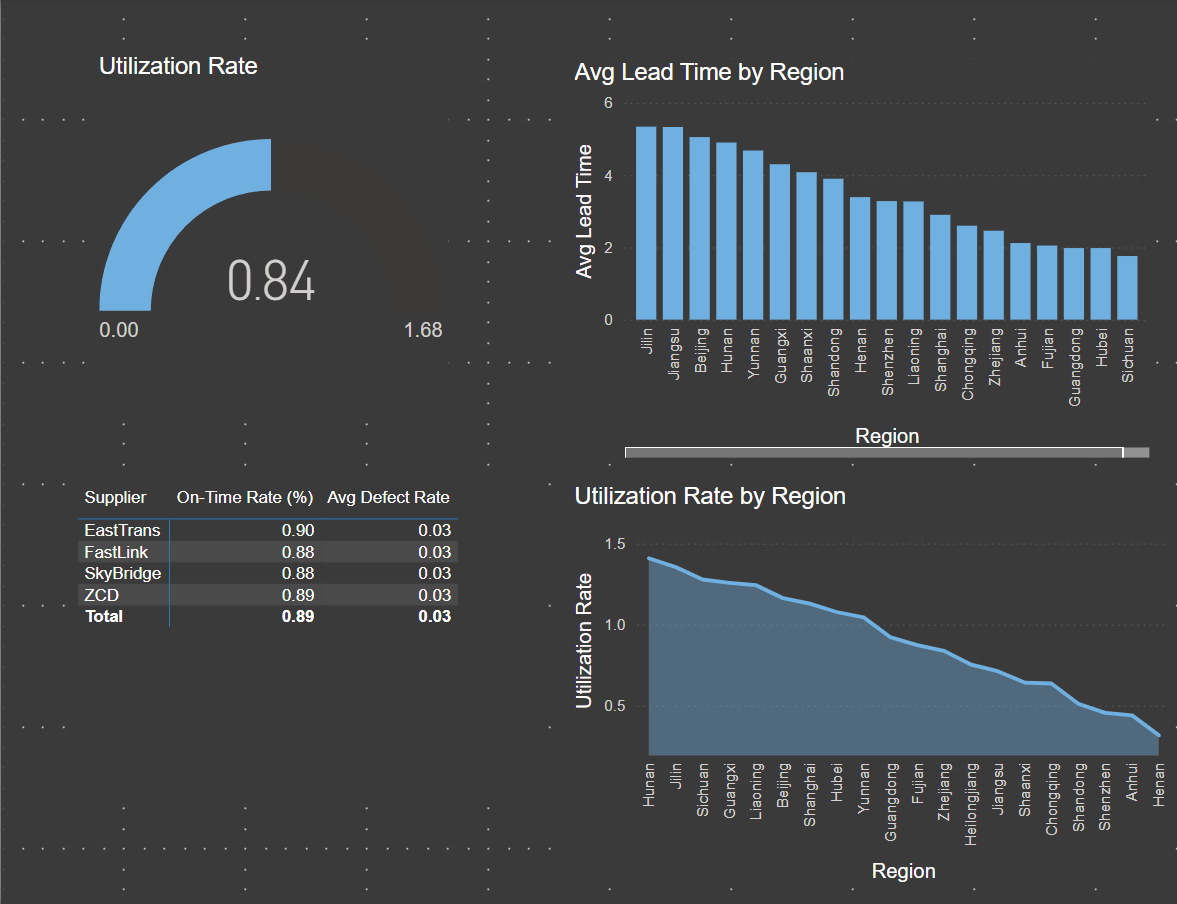 Utilization Rate
0.84
0.00 1.68
Avg Lead Time by Region
Avg Lead Time
6
4
2
0
Jilin
Jiangsu
Beijing
Hunan
Yunnan
Guangxi
Shaanxi
Shandong
Henan
Shenzhen
Liaoning
Shanghai
Chongqing
Zhejiang
Anhui
Fujian
Guangdong
Hubei
Sichuan
Region
Supplier On-Time Rate (%) Avg Defect Rate
EastTrans 0.90 0.03
FastLink 0.88 0.03
SkyBridge 0.88 0.03
ZCD 0.89 0.03
Total 0.89 0.03
Utilization Rate by Region
Utilization Rate
1.5
1.0
0.5
Hunan
Jilin
Sichuan
Guangxi
Liaoning
Beijing
Shanghai
Hubei
Yunnan
Guangdong
Fujian
Zhejiang
Heilongjiang
Jiangsu
Shaanxi
Chongqing
Shandong
Shenzhen
Anhui
Henan
Region